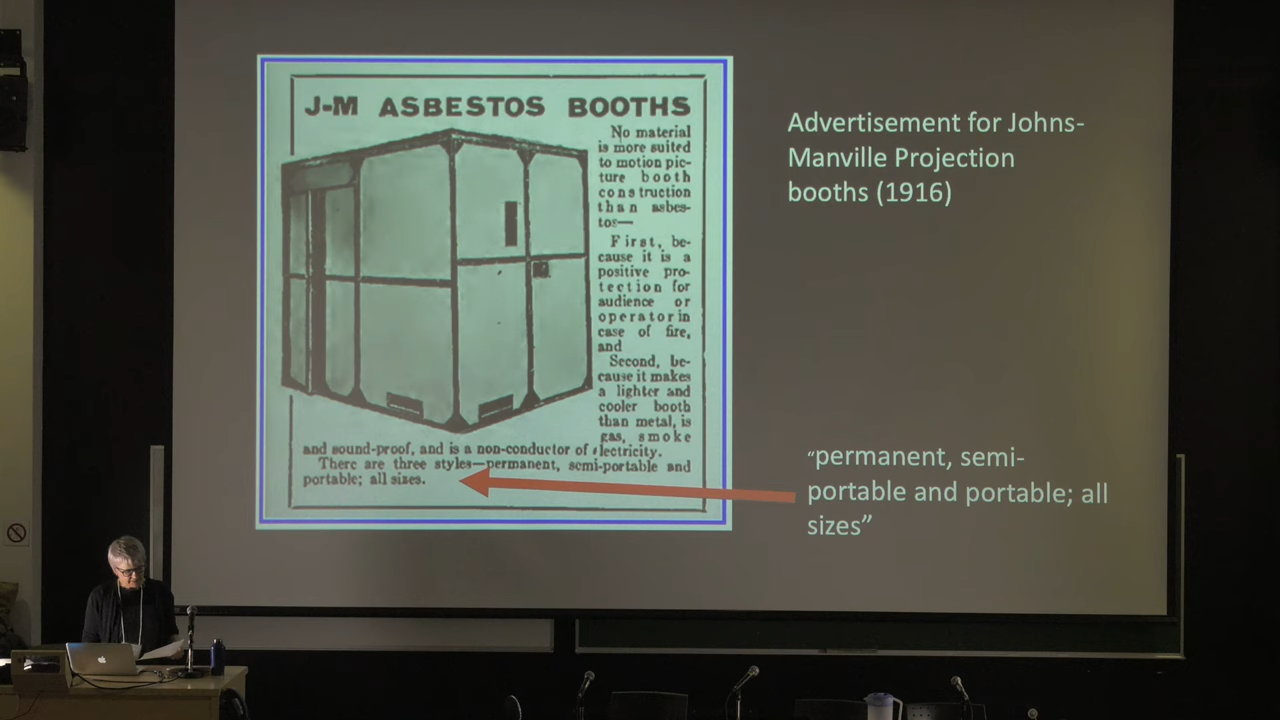 J-M ASBESTOS BOOTHS
No material
is more suited
to motion pic-
ture booth
construction
than asbes-
tos—
First, be-
cause it is a
positive pro-
tection for
audience or
operator in
case of fire,
and
Second, be-
cause it makes
a lighter and
cooler booth
than metal, is
gas, smoke
and sound-proof, and is a non-conductor of electricity.
There are three styles—permanent, semi-portable and
portable; all sizes.
Advertisement for Johns-
Manville Projection
booths (1916)
“permanent, semi-
portable and portable; all
sizes”